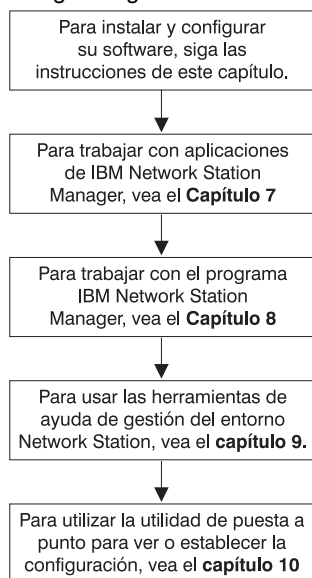 Para instalar y configurar
su software, siga las
instrucciones de este capítulo.
Para trabajar con aplicaciones
de IBM Network Station
Manager, vea el Capítulo 7
Para trabajar con el programa
IBM Network Station
Manager, vea el Capítulo 8
Para usar las herramientas de
ayuda de gestión del entorno
Network Station, vea el capítulo 9.
Para utilizar la utilidad de puesta a
punto para ver o establecer la
configuración, vea el capítulo 10